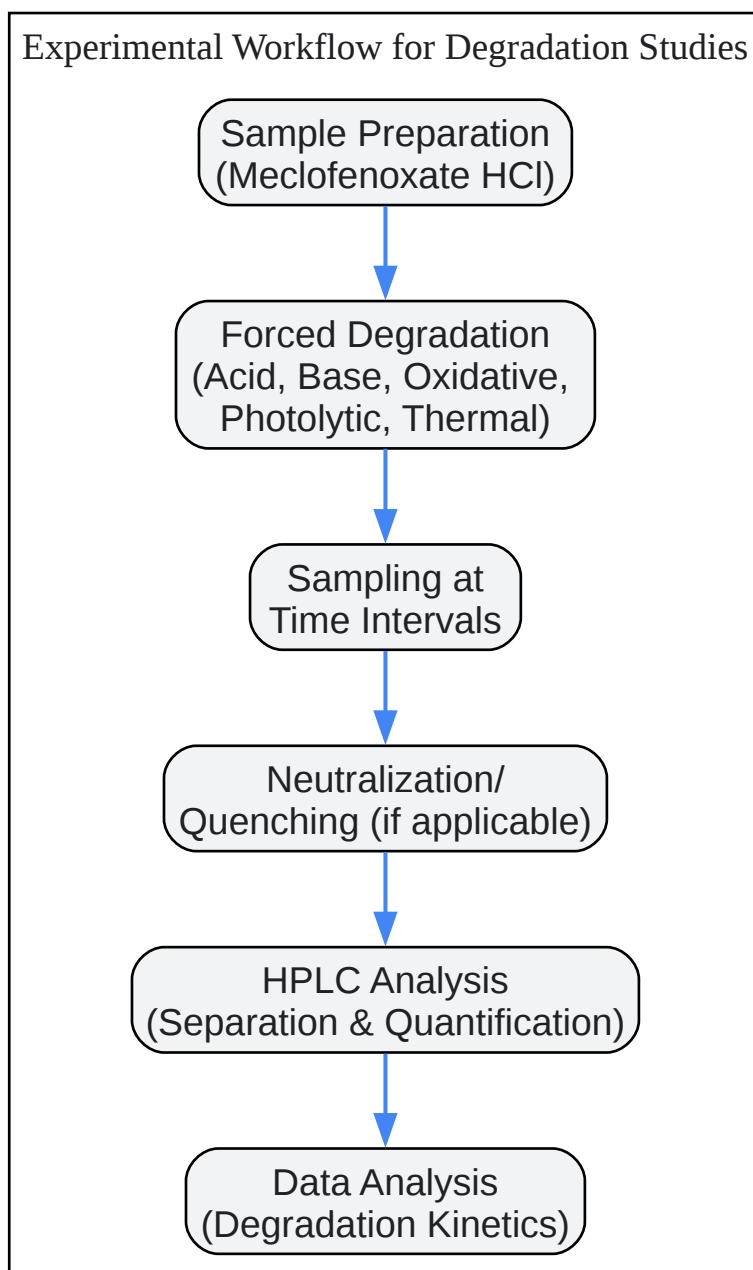 Experimental Workflow for Degradation Studies
Sample Preparation
(Meclofenoxate HCl)
Forced Degradation
(Acid, Base, Oxidative,
Photolytic, Thermal)
Sampling at
Time Intervals
Neutralization/
Quenching (if applicable)
HPLC Analysis
(Separation & Quantification)
Data Analysis
(Degradation Kinetics)